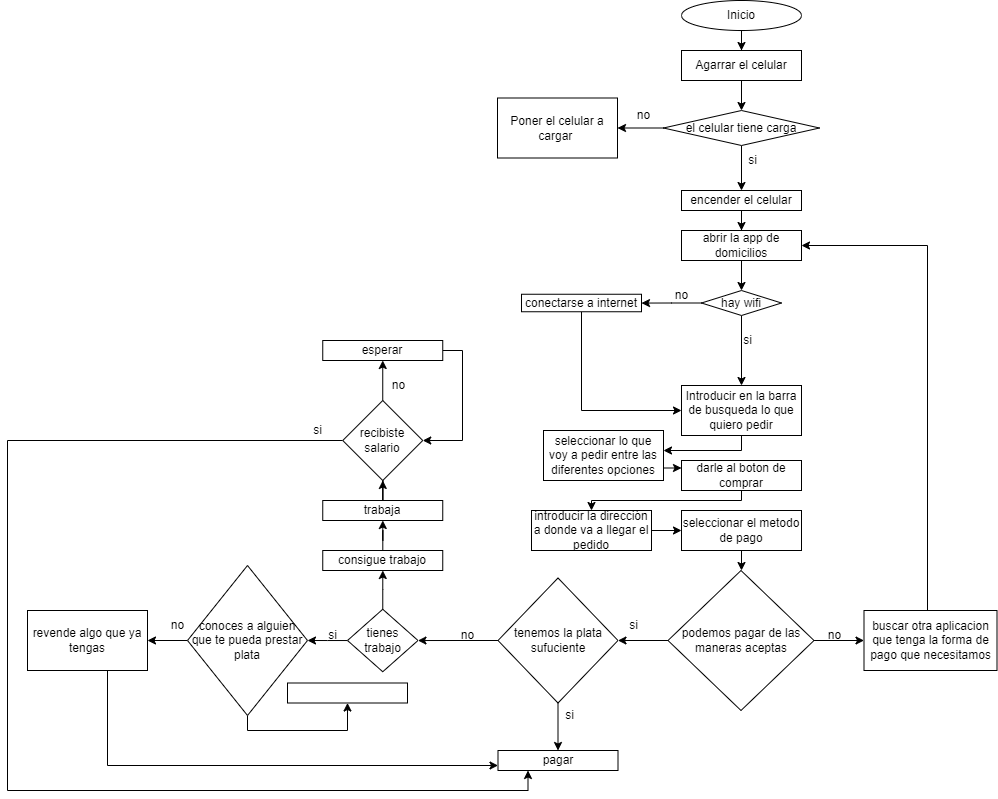 Inicio
Agarrar el celular
Poner el celular a
cargar
no
el celular tiene carga
si
encender el celular
abrir la app de
domicilios
conectarse a internet
no
hay wifi
si
esperar
no
Introducir en la barra
de busqueda lo que
quiero pedir
si
recibiste
salario
seleccionar lo que
voy a pedir entre las
diferentes opciones
darle al boton de
comprar
trabaja
introducir la dirección
a donde va a llegar el
pedido
seleccionar el metodo
de pago
consigue trabajo
revende algo que ya
tengas
no
conoces a alguien
que te pueda prestar
plata
si
tienes
trabajo
no
tenemos la plata
sufuciente
si
podemos pagar de las
maneras aceptas
no
buscar otra aplicacion
que tenga la forma de
pago que necesitamos
si
pagar